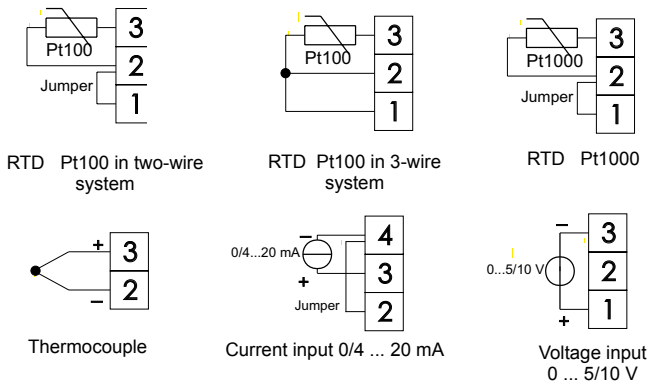 Pt100
3
2
1
Jumper
RTD Pt100 in two-wire
system
Pt100
3
2
1
RTD Pt100 in 3-wire
system
Pt1000
3
2
1
Jumper
RTD Pt1000
+
3
–
2
Thermocouple
–
4
0/4...20 mA
3
+
Jumper
2
Current input 0/4 ... 20 mA
–
3
0...5/10 V
2
1
+
Voltage input
0 ... 5/10 V